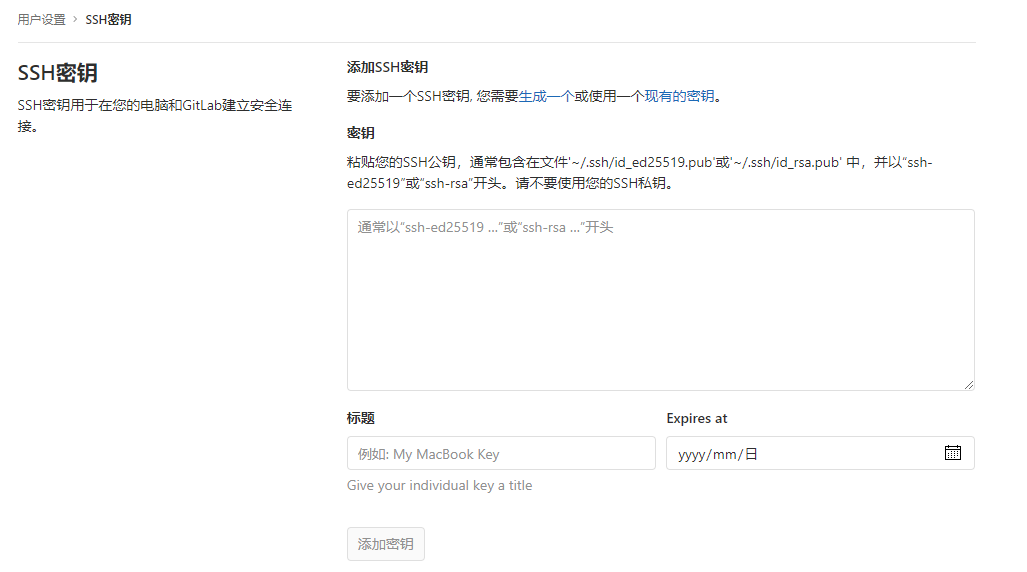 用户设置 › SSH密钥
SSH密钥
SSH密钥用于在您的电脑和GitLab建立安全连
接。
添加SSH密钥
要添加一个SSH密钥, 您需要生成一个或使用一个现有的密钥。
密钥
粘贴您的SSH公钥，通常包含在文件'~/.ssh/id_ed25519.pub'或'~/.ssh/id_rsa.pub' 中，并以“ssh-
ed25519”或“ssh-rsa”开头。请不要使用您的SSH私钥。
通常以“ssh-ed25519 ...”或“ssh-rsa ...”开头
标题
Expires at
例如: My MacBook Key
yyyy/mm/日
Give your individual key a title
添加密钥